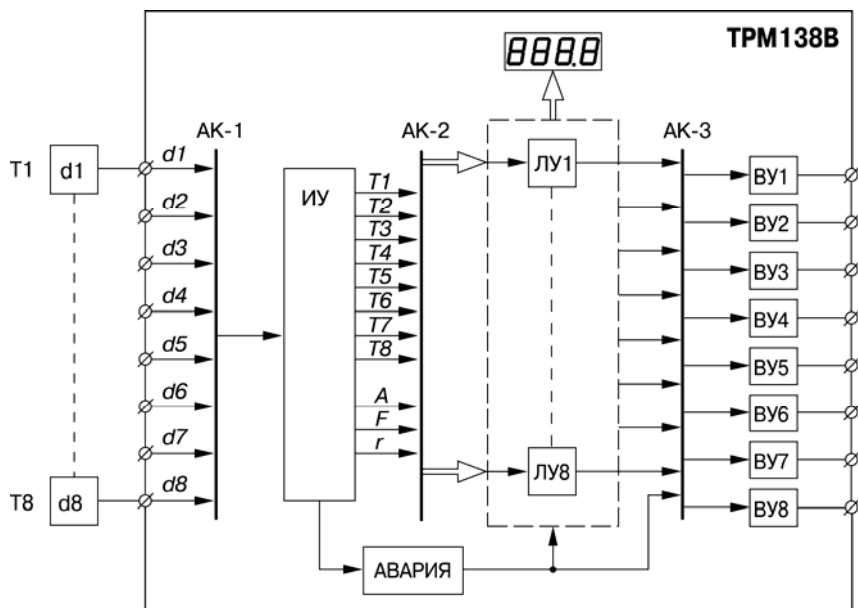 ТРМ138В
888.8
АК-1
АК-2
АК-3
Т1
d1
d1
d2
d3
d4
d5
d6
d7
d8
Т8
d8
ИУ
T1
T2
T3
T4
T5
T6
T7
T8
A
F
r
ЛУ1
ЛУ8
АВАРИЯ
ВУ1
ВУ2
ВУ3
ВУ4
ВУ5
ВУ6
ВУ7
ВУ8